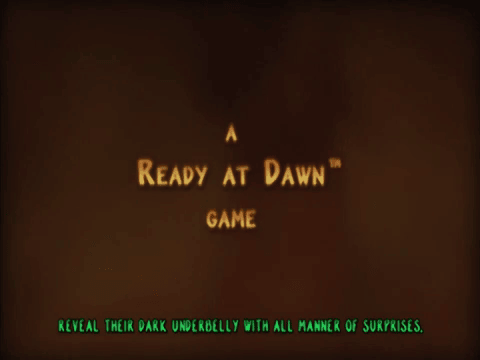 A
READY AT DAWN™
GAME
REVEAL THEIR DARK UNDERBELLY WITH ALL MANNER OF SURPRISES.